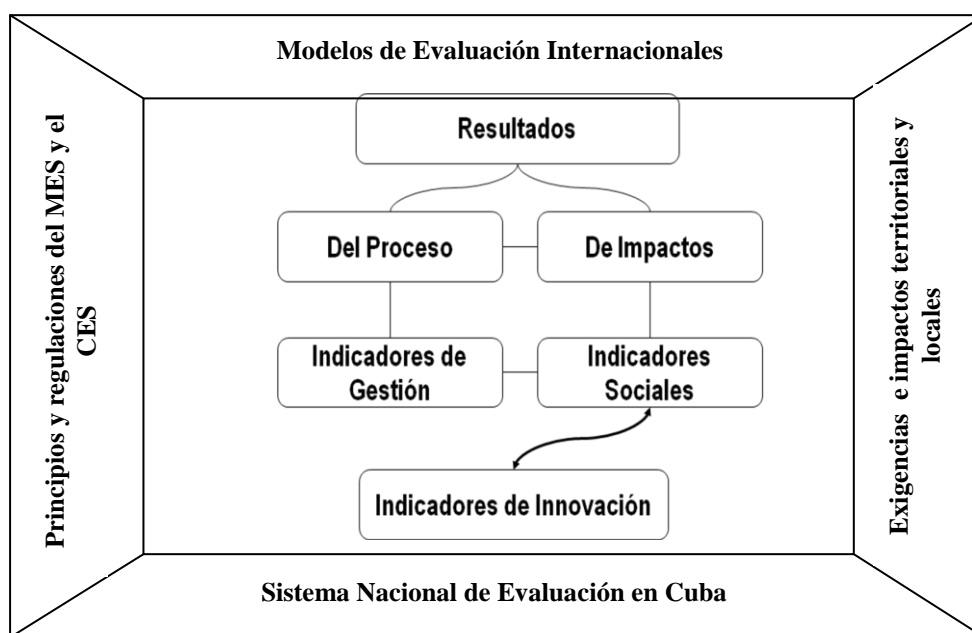 Modelos de Evaluación Internacionales
Principios y regulaciones del MES y el
CES
Resultados
Del Proceso
De Impactos
Indicadores de
Gestión
Indicadores
Sociales
Indicadores de Innovación
Exigencias e impactos territoriales y
locales
Sistema Nacional de Evaluación en Cuba